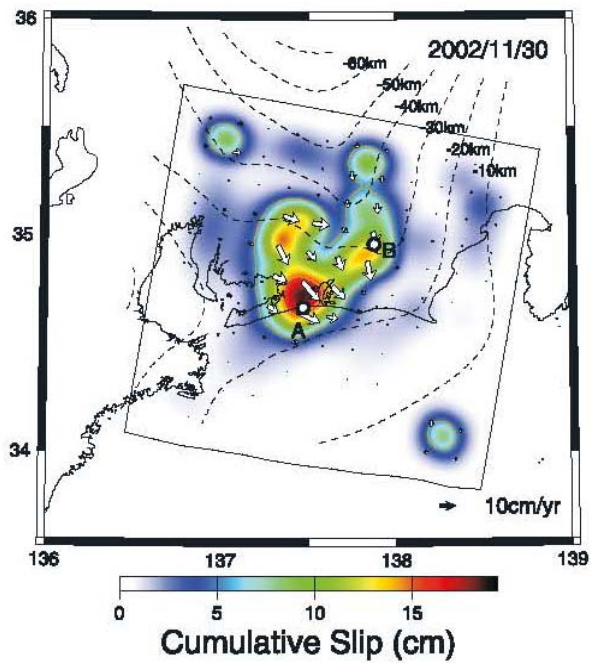 36
2002/11/30
-60km
-50km
-40km
-30km
-20km
-10km
35
B
A
34
10cm/yr
136 137 138 139
0 5 10 15
Cumulative Slip (cm)